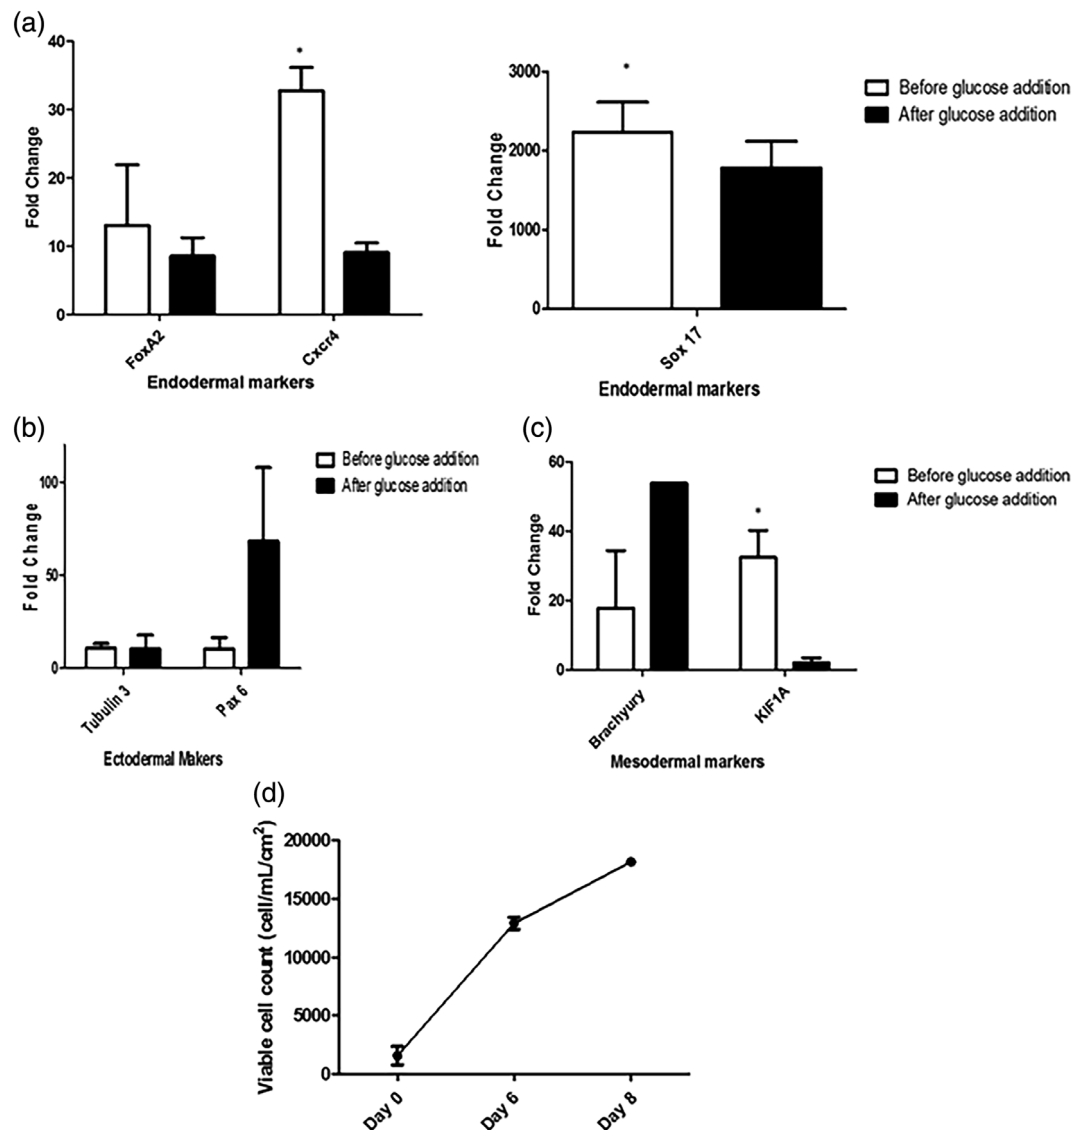 (a)
40
30
20
10
0
Fold Change
*
FoxA2
Cxcr4
Endodermal markers
3000
2000
1000
0
Fold Change
*
Sox 17
Endodermal markers
Before glucose addition
After glucose addition
(b)
100
50
0
Fold Change
Tubulin 3
Pax 6
Ectodermal Makers
Before glucose addition
After glucose addition
(c)
60
40
20
0
Fold Change
*
Brachyury
KIF1A
Mesodermal markers
Before glucose addition
After glucose addition
(d)
20000
15000
10000
5000
0
Viable cell count (cell/mL/cm²)
Day 0
Day 6
Day 8